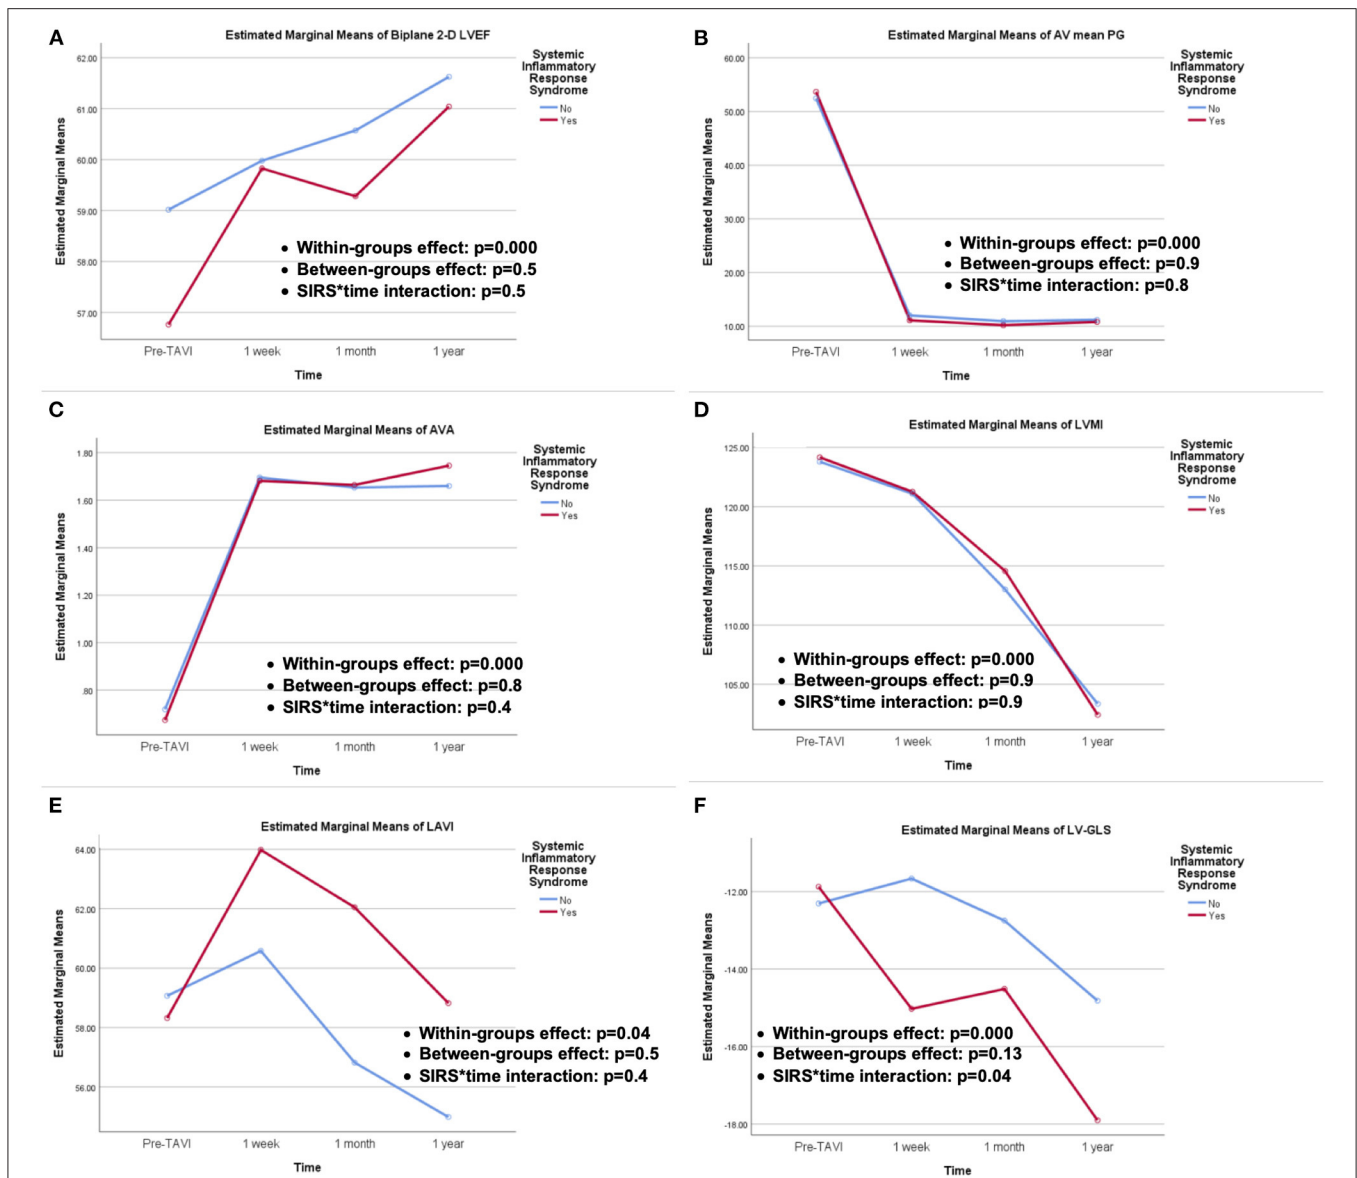 A
Estimated Marginal Means of Biplane 2-D LVEF
Systemic
Inflammatory
Response
Syndrome
No
Yes
Estimated Marginal Means
62.00
61.00
60.00
59.00
58.00
57.00
• Within-groups effect: p=0.000
• Between-groups effect: p=0.5
• SIRS*time interaction: p=0.5
Pre-TAVI 1 week 1 month 1 year
Time
B
Estimated Marginal Means of AV mean PG
Systemic
Inflammatory
Response
Syndrome
No
Yes
Estimated Marginal Means
60.00
50.00
40.00
30.00
20.00
10.00
• Within-groups effect: p=0.000
• Between-groups effect: p=0.9
• SIRS*time interaction: p=0.8
Pre-TAVI 1 week 1 month 1 year
Time
C
Estimated Marginal Means of AVA
Systemic
Inflammatory
Response
Syndrome
No
Yes
Estimated Marginal Means
1.80
1.60
1.40
1.20
1.00
.80
• Within-groups effect: p=0.000
• Between-groups effect: p=0.8
• SIRS*time interaction: p=0.4
Pre-TAVI 1 week 1 month 1 year
Time
D
Estimated Marginal Means of LVMI
Systemic
Inflammatory
Response
Syndrome
No
Yes
Estimated Marginal Means
125.00
120.00
115.00
110.00
105.00
• Within-groups effect: p=0.000
• Between-groups effect: p=0.9
• SIRS*time interaction: p=0.9
Pre-TAVI 1 week 1 month 1 year
Time
E
Estimated Marginal Means of LAVI
Systemic
Inflammatory
Response
Syndrome
No
Yes
Estimated Marginal Means
64.00
62.00
60.00
58.00
56.00
• Within-groups effect: p=0.04
• Between-groups effect: p=0.5
• SIRS*time interaction: p=0.4
Pre-TAVI 1 week 1 month 1 year
Time
F
Estimated Marginal Means of LV-GLS
Systemic
Inflammatory
Response
Syndrome
No
Yes
Estimated Marginal Means
-12.00
-14.00
-16.00
-18.00
• Within-groups effect: p=0.000
• Between-groups effect: p=0.13
• SIRS*time interaction: p=0.04
Pre-TAVI 1 week 1 month 1 year
Time